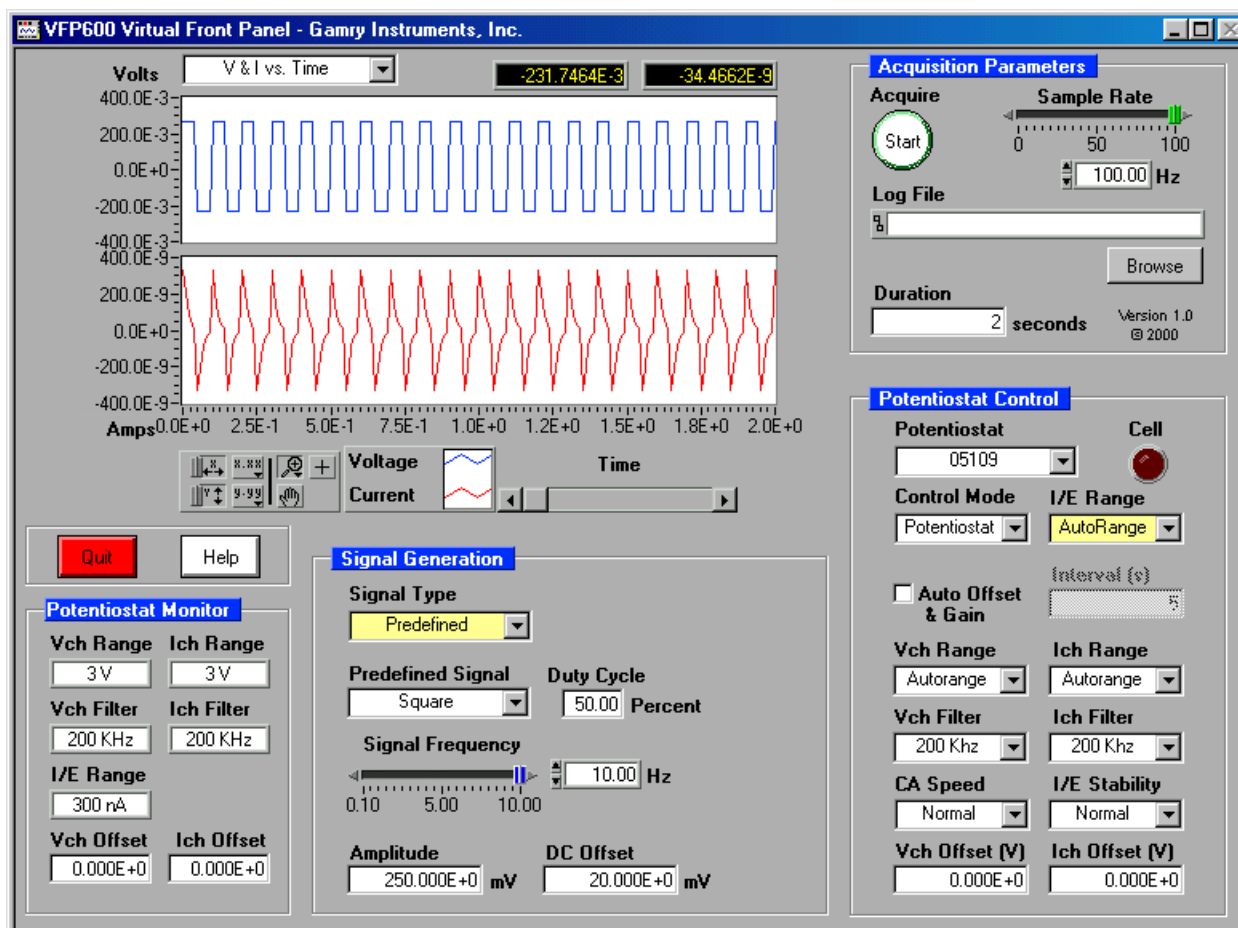 VFP600 Virtual Front Panel - Gamry Instruments, Inc.
Volts
V & I vs. Time
-231.7464E-3
-34.4662E-9
400.0E-3
200.0E-3
0.0E+0
-200.0E-3
-400.0E-3
400.0E-9
200.0E-9
0.0E+0
-200.0E-9
-400.0E-9
Amps
0.0E+0 2.5E-1 5.0E-1 7.5E-1 1.0E+0 1.2E+0 1.5E+0 1.8E+0 2.0E+0
X
X.XX
Y
Y.YY
Voltage
Current
Time
Acquisition Parameters
Acquire
Start
Sample Rate
0 50 100
100.00 Hz
Log File
Browse
Duration
2 seconds
Version 1.0
© 2000
Quit
Help
Potentiostat Monitor
Vch Range Ich Range
3 V 3 V
Vch Filter Ich Filter
200 KHz 200 KHz
I/E Range
300 nA
Vch Offset Ich Offset
0.000E+0 0.000E+0
Signal Generation
Signal Type
Predefined
Predefined Signal Duty Cycle
Square 50.00 Percent
Signal Frequency
0.10 5.00 10.00
10.00 Hz
Amplitude DC Offset
250.000E+0 mV 20.000E+0 mV
Potentiostat Control
Potentiostat Cell
05109
Control Mode I/E Range
Potentiostat AutoRange
Auto Offset
& Gain
Interval (s)
5
Vch Range Ich Range
Autorange Autorange
Vch Filter Ich Filter
200 Khz 200 Khz
CA Speed I/E Stability
Normal Normal
Vch Offset (V) Ich Offset (V)
0.000E+0 0.000E+0